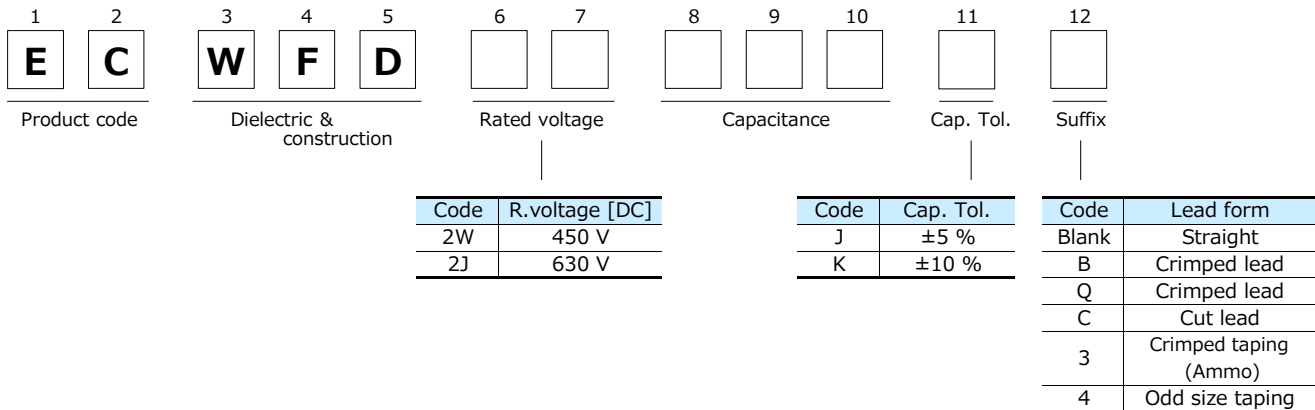 1 2 3 4 5 6 7 8 9 10 11 12
E C W F D
Product code Dielectric & construction Rated voltage Capacitance Cap. Tol. Suffix
Code R.voltage [DC]
2W 450 V
2J 630 V
Code Cap. Tol.
J ±5 %
K ±10 %
Code Lead form
Blank Straight
B Crimped lead
Q Crimped lead
C Cut lead
3 Crimped taping
(Ammo)
4 Odd size taping